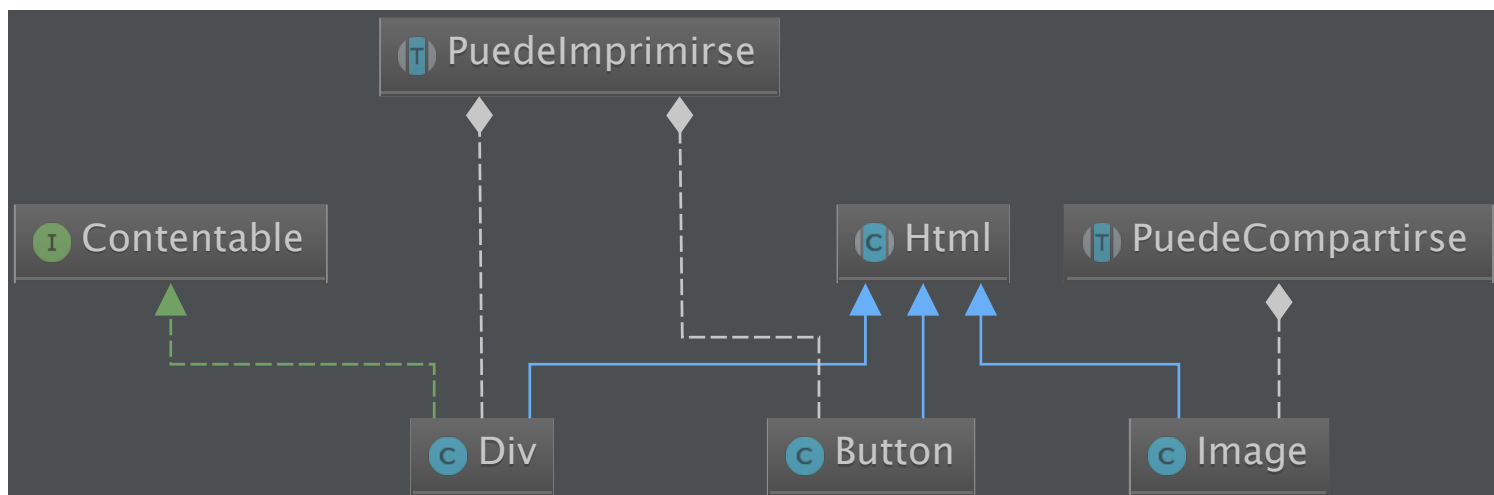 T PuedeImprimirse
I Contentable
C Html
T PuedeCompartirse
C Div
C Button
C Image